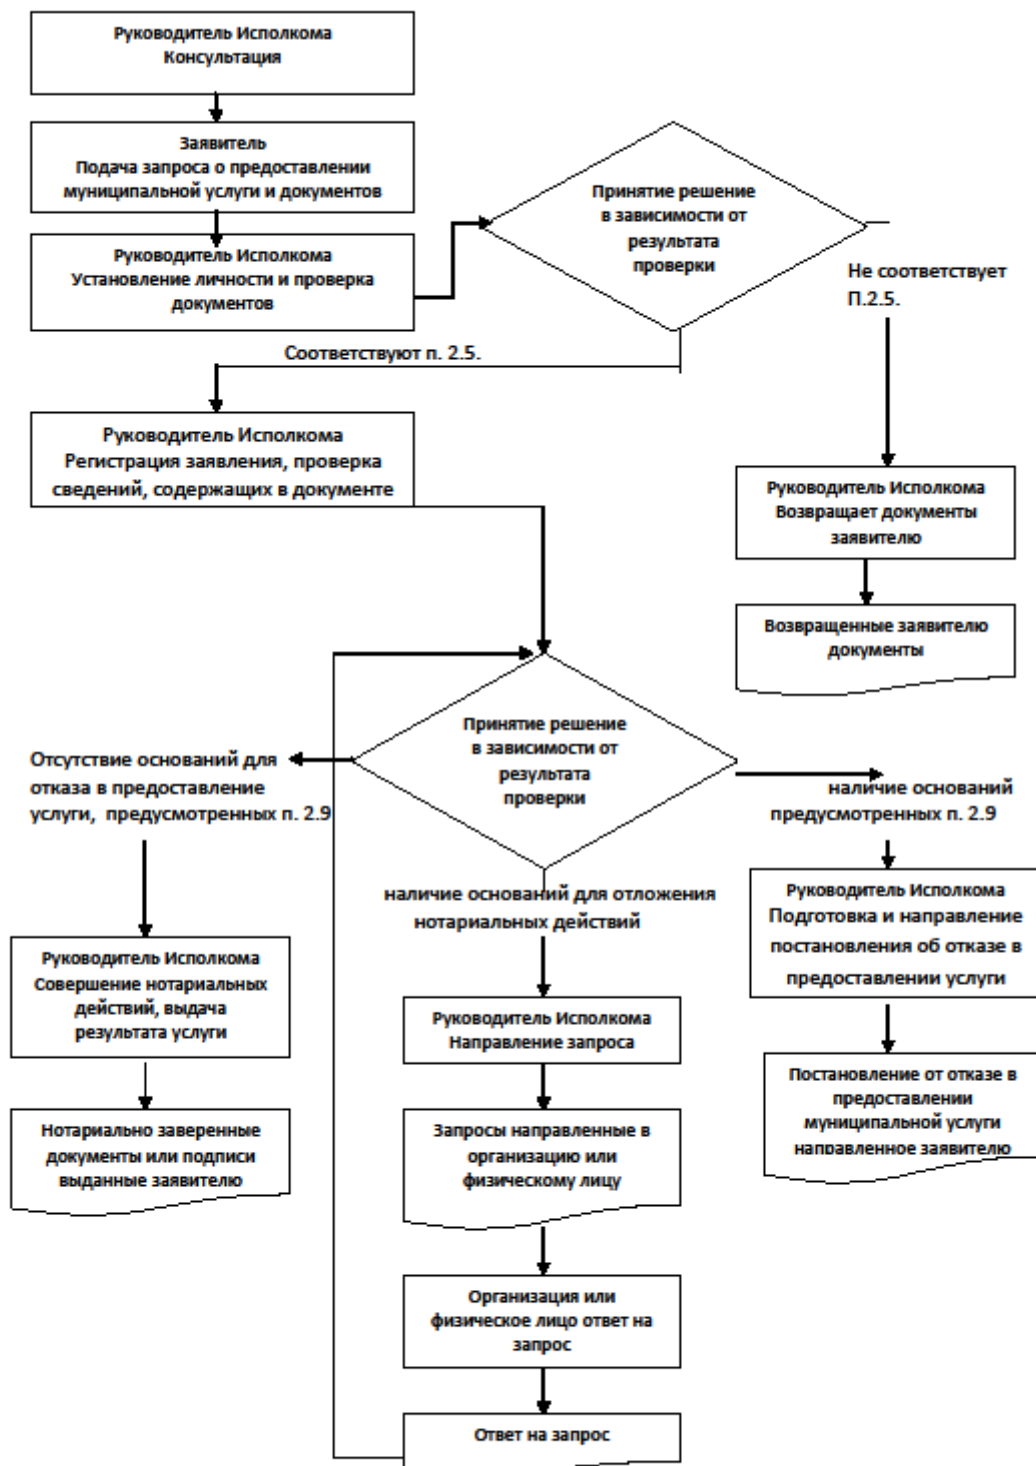 Руководитель Исполкома
Консультация
Заявитель
Подача запроса о предоставлении
муниципальной услуги и документов
Руководитель Исполкома
Установление личности и проверка
документов
Принятие решение
в зависимости от
результата
проверки
Не соответствует
П.2.5.
Соответствуют п. 2.5.
Руководитель Исполкома
Регистрация заявления, проверка
сведений, содержащих в документе
Руководитель Исполкома
Возвращает документы
заявителю
Возвращенные заявителю
документы
Принятие решение
в зависимости от
результата
проверки
Отсутствие оснований для
отказа в предоставление
услуги, предусмотренных п. 2.9
наличие оснований
предусмотренных п. 2.9
наличие оснований для отложения
нотариальных действий
Руководитель Исполкома
Подготовка и направление
постановления об отказе в
предоставлении услуги
Руководитель Исполкома
Совершение нотариальных
действий, выдача
результата услуги
Руководитель Исполкома
Направление запроса
Постановление от отказе в
предоставлении
муниципальной услуги
направленное заявителю
Нотариально заверенные
документы или подписи
выданные заявителю
Запросы направленные в
организацию или
физическому лицу
Организация или
физическое лицо ответ на
запрос
Ответ на запрос